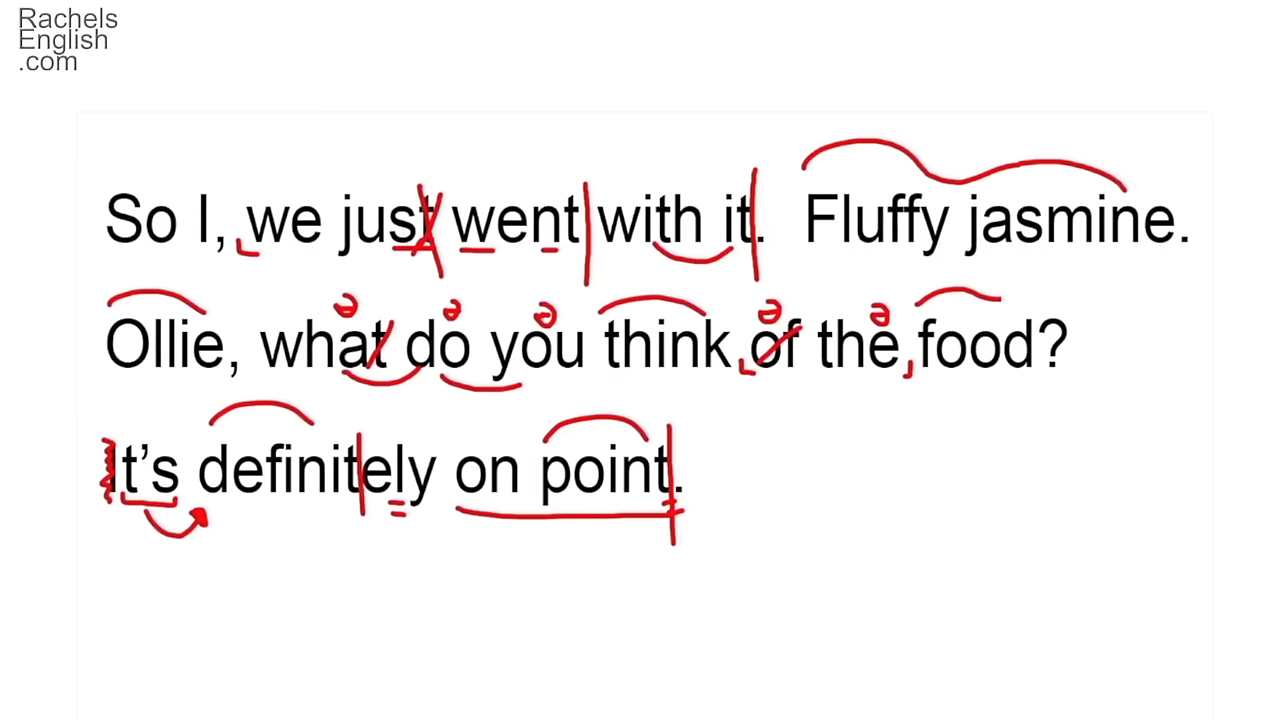 Rachels
English
.com
So I, we just went with it. Fluffy jasmine.
ə ə ə ə ə
Ollie, what do you think of the food?
It's definitely on point.